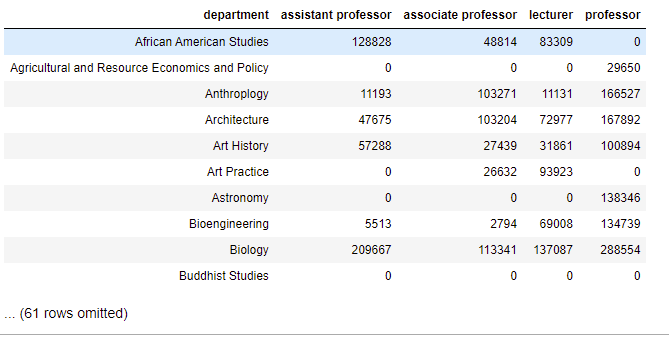 department assistant professor associate professor lecturer professor
African American Studies 128828 48814 83309 0
Agricultural and Resource Economics and Policy 0 0 0 29650
Anthroplogy 11193 103271 11131 166527
Architecture 47675 103204 72977 167892
Art History 57288 27439 31861 100894
Art Practice 0 26632 93923 0
Astronomy 0 0 0 138346
Bioengineering 5513 2794 69008 134739
Biology 209667 113341 137087 288554
Buddhist Studies 0 0 0 0
... (61 rows omitted)